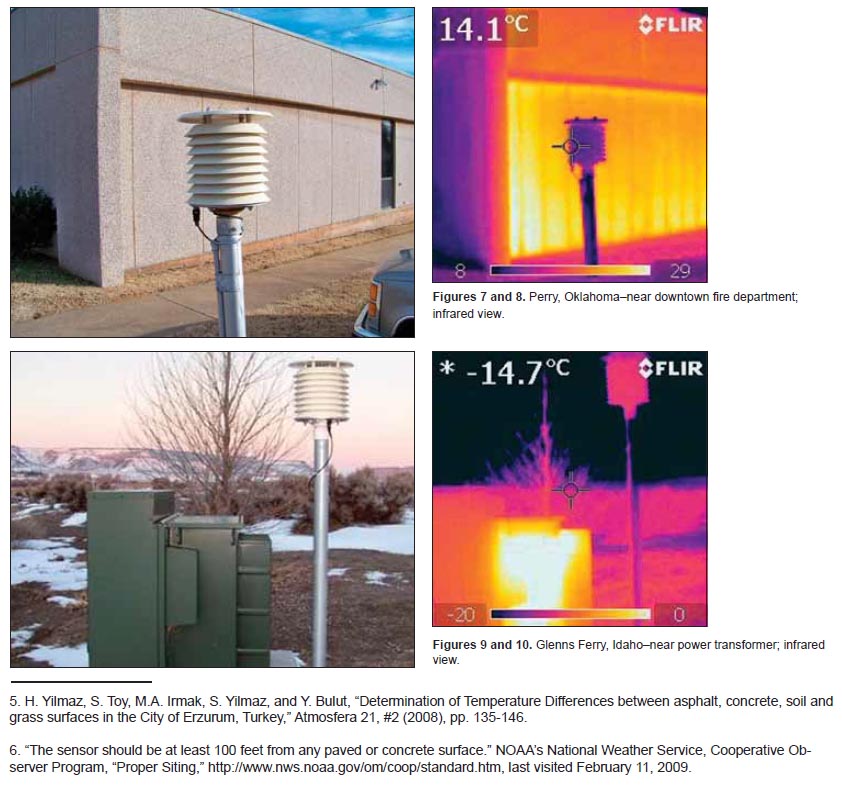 14.1°C
FLIR
8
29
Figures 7 and 8. Perry, Oklahoma–near downtown fire department;
infrared view.
* -14.7°C
FLIR
-20
0
Figures 9 and 10. Glenns Ferry, Idaho–near power transformer; infrared
view.
5. H. Yilmaz, S. Toy, M.A. Irmak, S. Yilmaz, and Y. Bulut, “Determination of Temperature Differences between asphalt, concrete, soil and
grass surfaces in the City of Erzurum, Turkey,” Atmosfera 21, #2 (2008), pp. 135-146.
6. “The sensor should be at least 100 feet from any paved or concrete surface.” NOAA’s National Weather Service, Cooperative Ob-
server Program, “Proper Siting,” http://www.nws.noaa.gov/om/coop/standard.htm, last visited February 11, 2009.